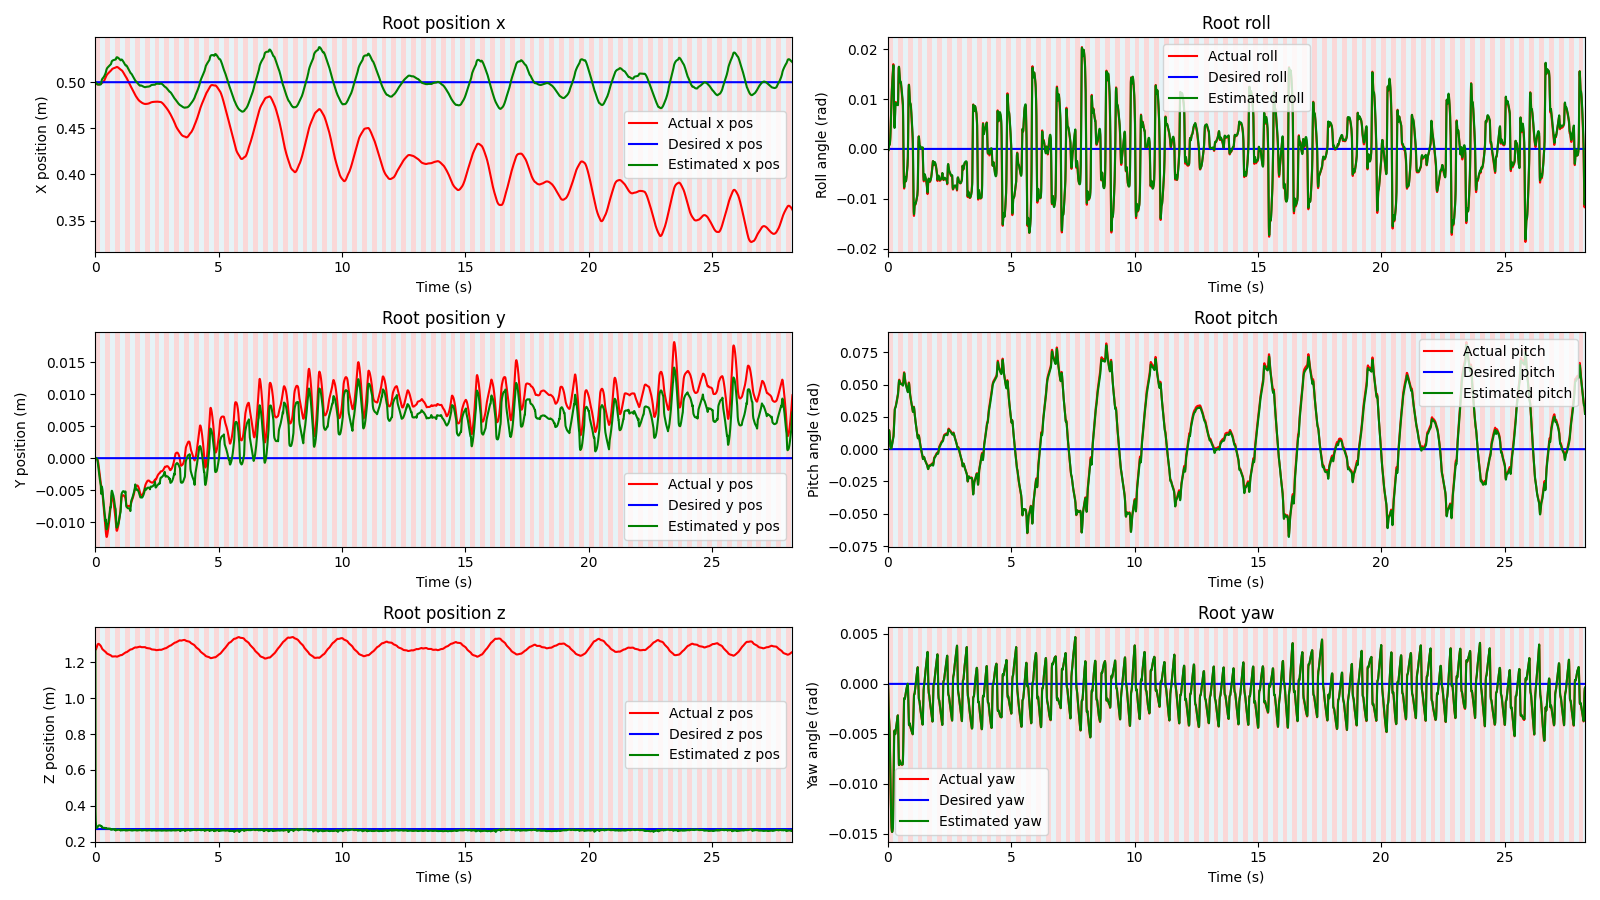 Root position x
X position (m)
0.50
0.45
0.40
0.35
Actual x pos
Desired x pos
Estimated x pos
0 5 10 15 20 25
Time (s)
Root roll
Roll angle (rad)
0.02
0.01
0.00
−0.01
−0.02
Actual roll
Desired roll
Estimated roll
0 5 10 15 20 25
Time (s)
Root position y
Y position (m)
0.015
0.010
0.005
0.000
−0.005
−0.010
Actual y pos
Desired y pos
Estimated y pos
0 5 10 15 20 25
Time (s)
Root pitch
Pitch angle (rad)
0.075
0.050
0.025
0.000
−0.025
−0.050
−0.075
Actual pitch
Desired pitch
Estimated pitch
0 5 10 15 20 25
Time (s)
Root position z
Z position (m)
1.2
1.0
0.8
0.6
0.4
0.2
Actual z pos
Desired z pos
Estimated z pos
0 5 10 15 20 25
Time (s)
Root yaw
Yaw angle (rad)
0.005
0.000
−0.005
−0.010
−0.015
Actual yaw
Desired yaw
Estimated yaw
0 5 10 15 20 25
Time (s)